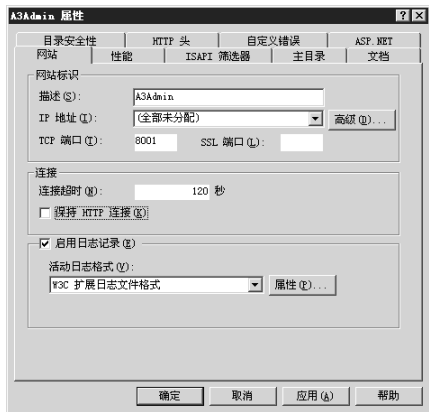 A3Admin 属性
目录安全性 HTTP 头 自定义错误 ASP.NET
网站 性能 ISAPI 筛选器 主目录 文档
网站标识
描述(S): A3Admin
IP 地址(I): (全部未分配) 高级(D)...
TCP 端口(T): 8001 SSL 端口(L):
连接
连接超时(N): 120 秒
保持 HTTP 连接(K)
启用日志记录(E)
活动日志格式(V):
W3C 扩展日志文件格式 属性(P)...
确定 取消 应用(A) 帮助